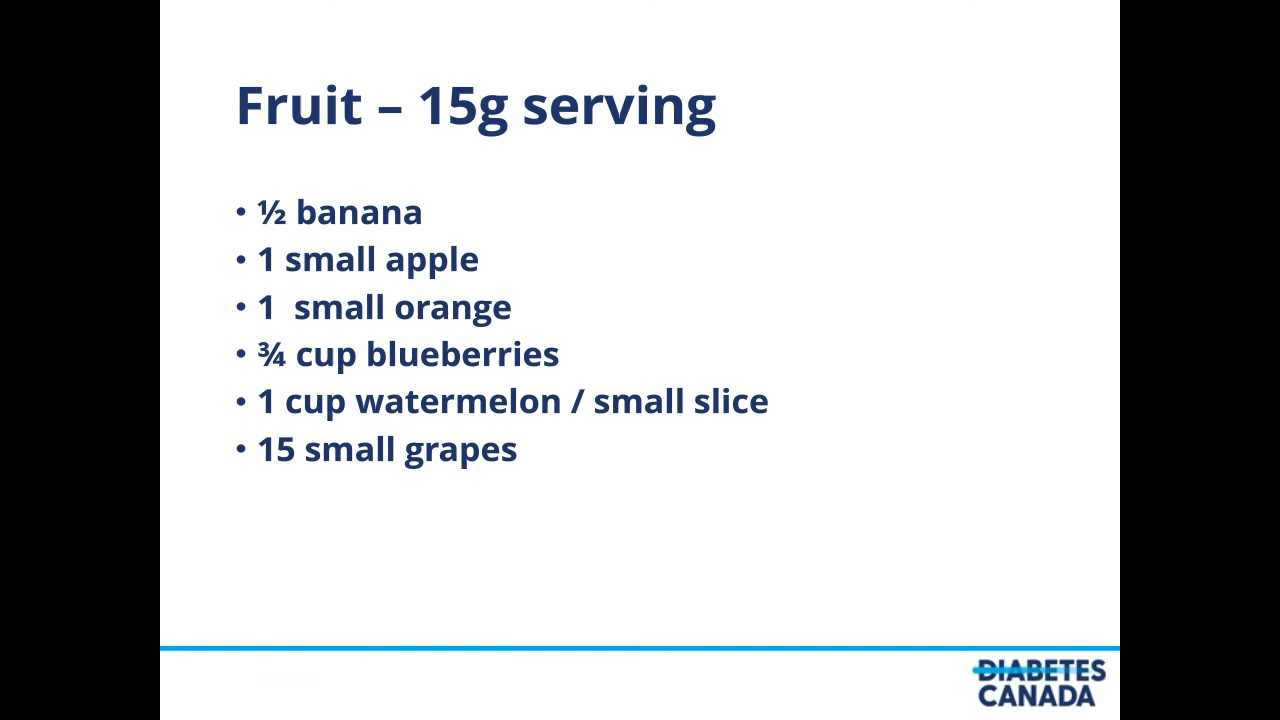 Fruit – 15g serving
• ½ banana
• 1 small apple
• 1  small orange
• ¾ cup blueberries
• 1 cup watermelon / small slice
• 15 small grapes
DIABETES
CANADA